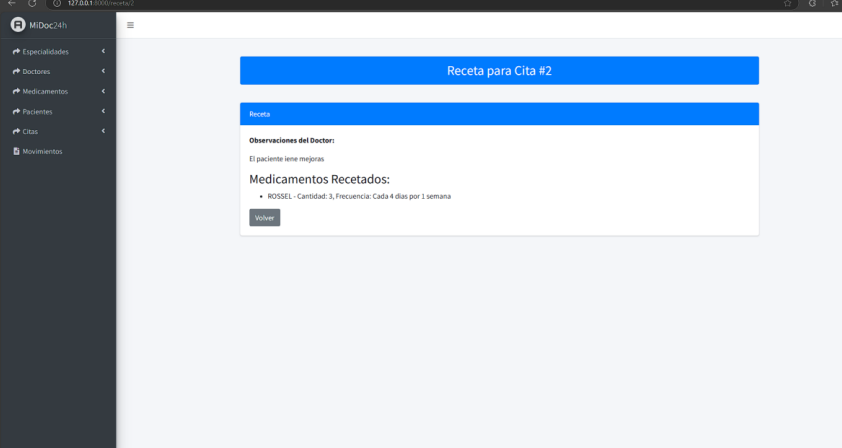 127.0.0.1:8000/receta/2
MiDoc24h
Especialidades
Doctores
Medicamentos
Pacientes
Citas
Movimientos
Receta para Cita #2
Receta
Observaciones del Doctor:
El paciente iene mejoras
Medicamentos Recetados:
• ROSSEL - Cantidad: 3, Frecuencia: Cada 4 dias por 1 semana
Volver